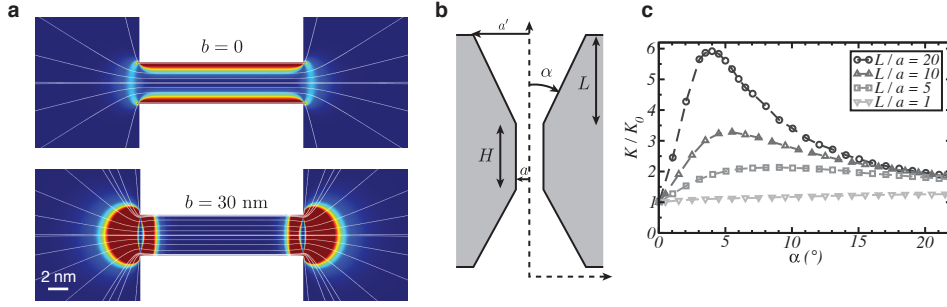 a
b = 0
b = 30 nm
2 nm
b
a′
α
L
H
a
c
K / K0
6
5
4
3
2
1
0
0
5
10
15
20
α (°)
L / a = 20
L / a = 10
L / a = 5
L / a = 1